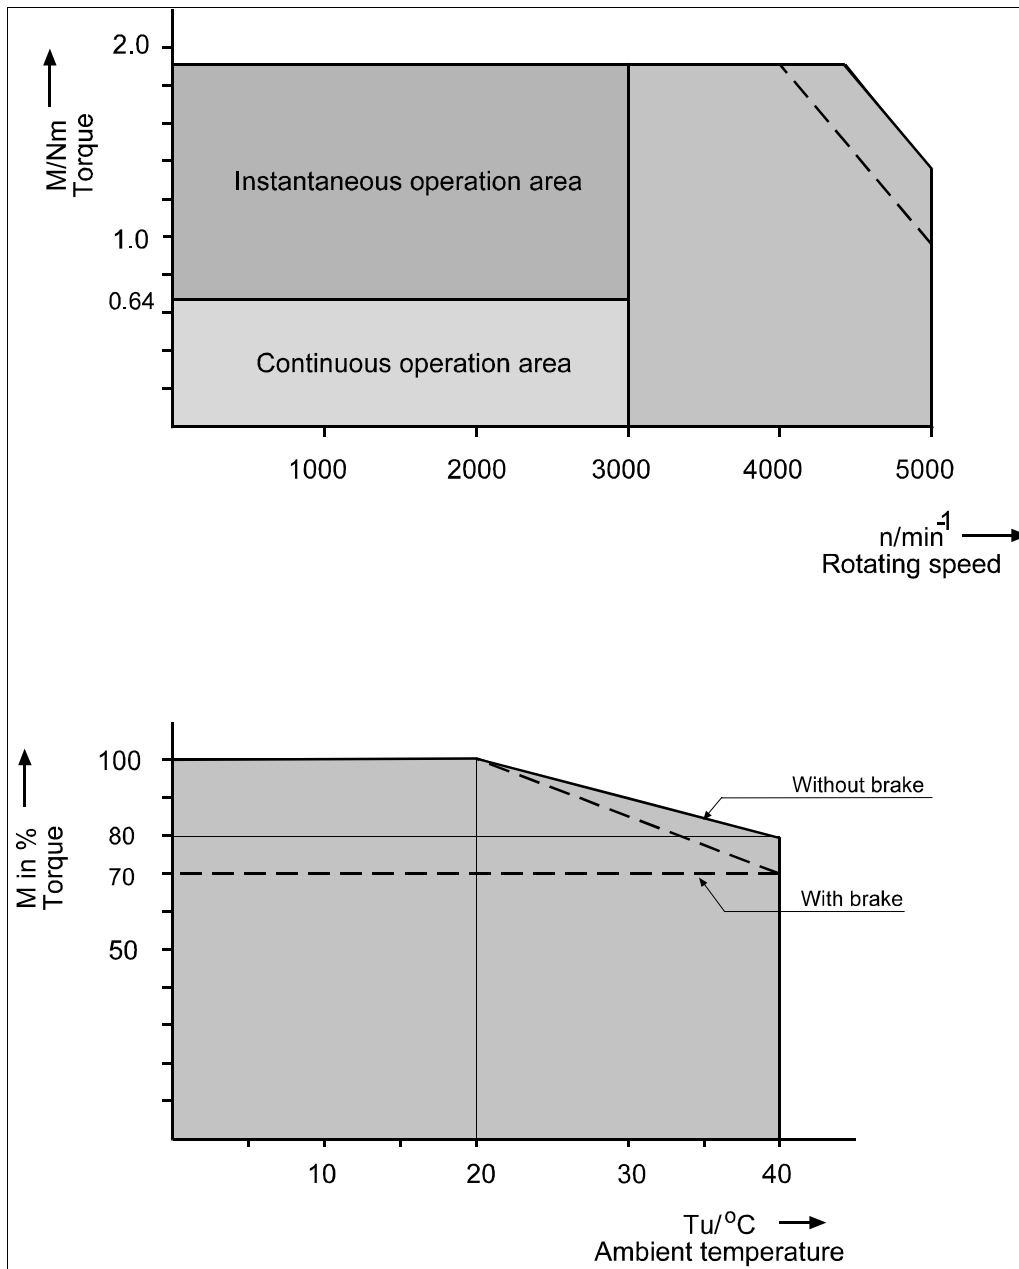 2.0
M/Nm
Torque
Instantaneous operation area
1.0
0.64
Continuous operation area
1000 2000 3000 4000 5000
n/min-1
Rotating speed
M in %
Torque
100
Without brake
80
70
With brake
50
10 20 30 40
Tu/°C
Ambient temperature